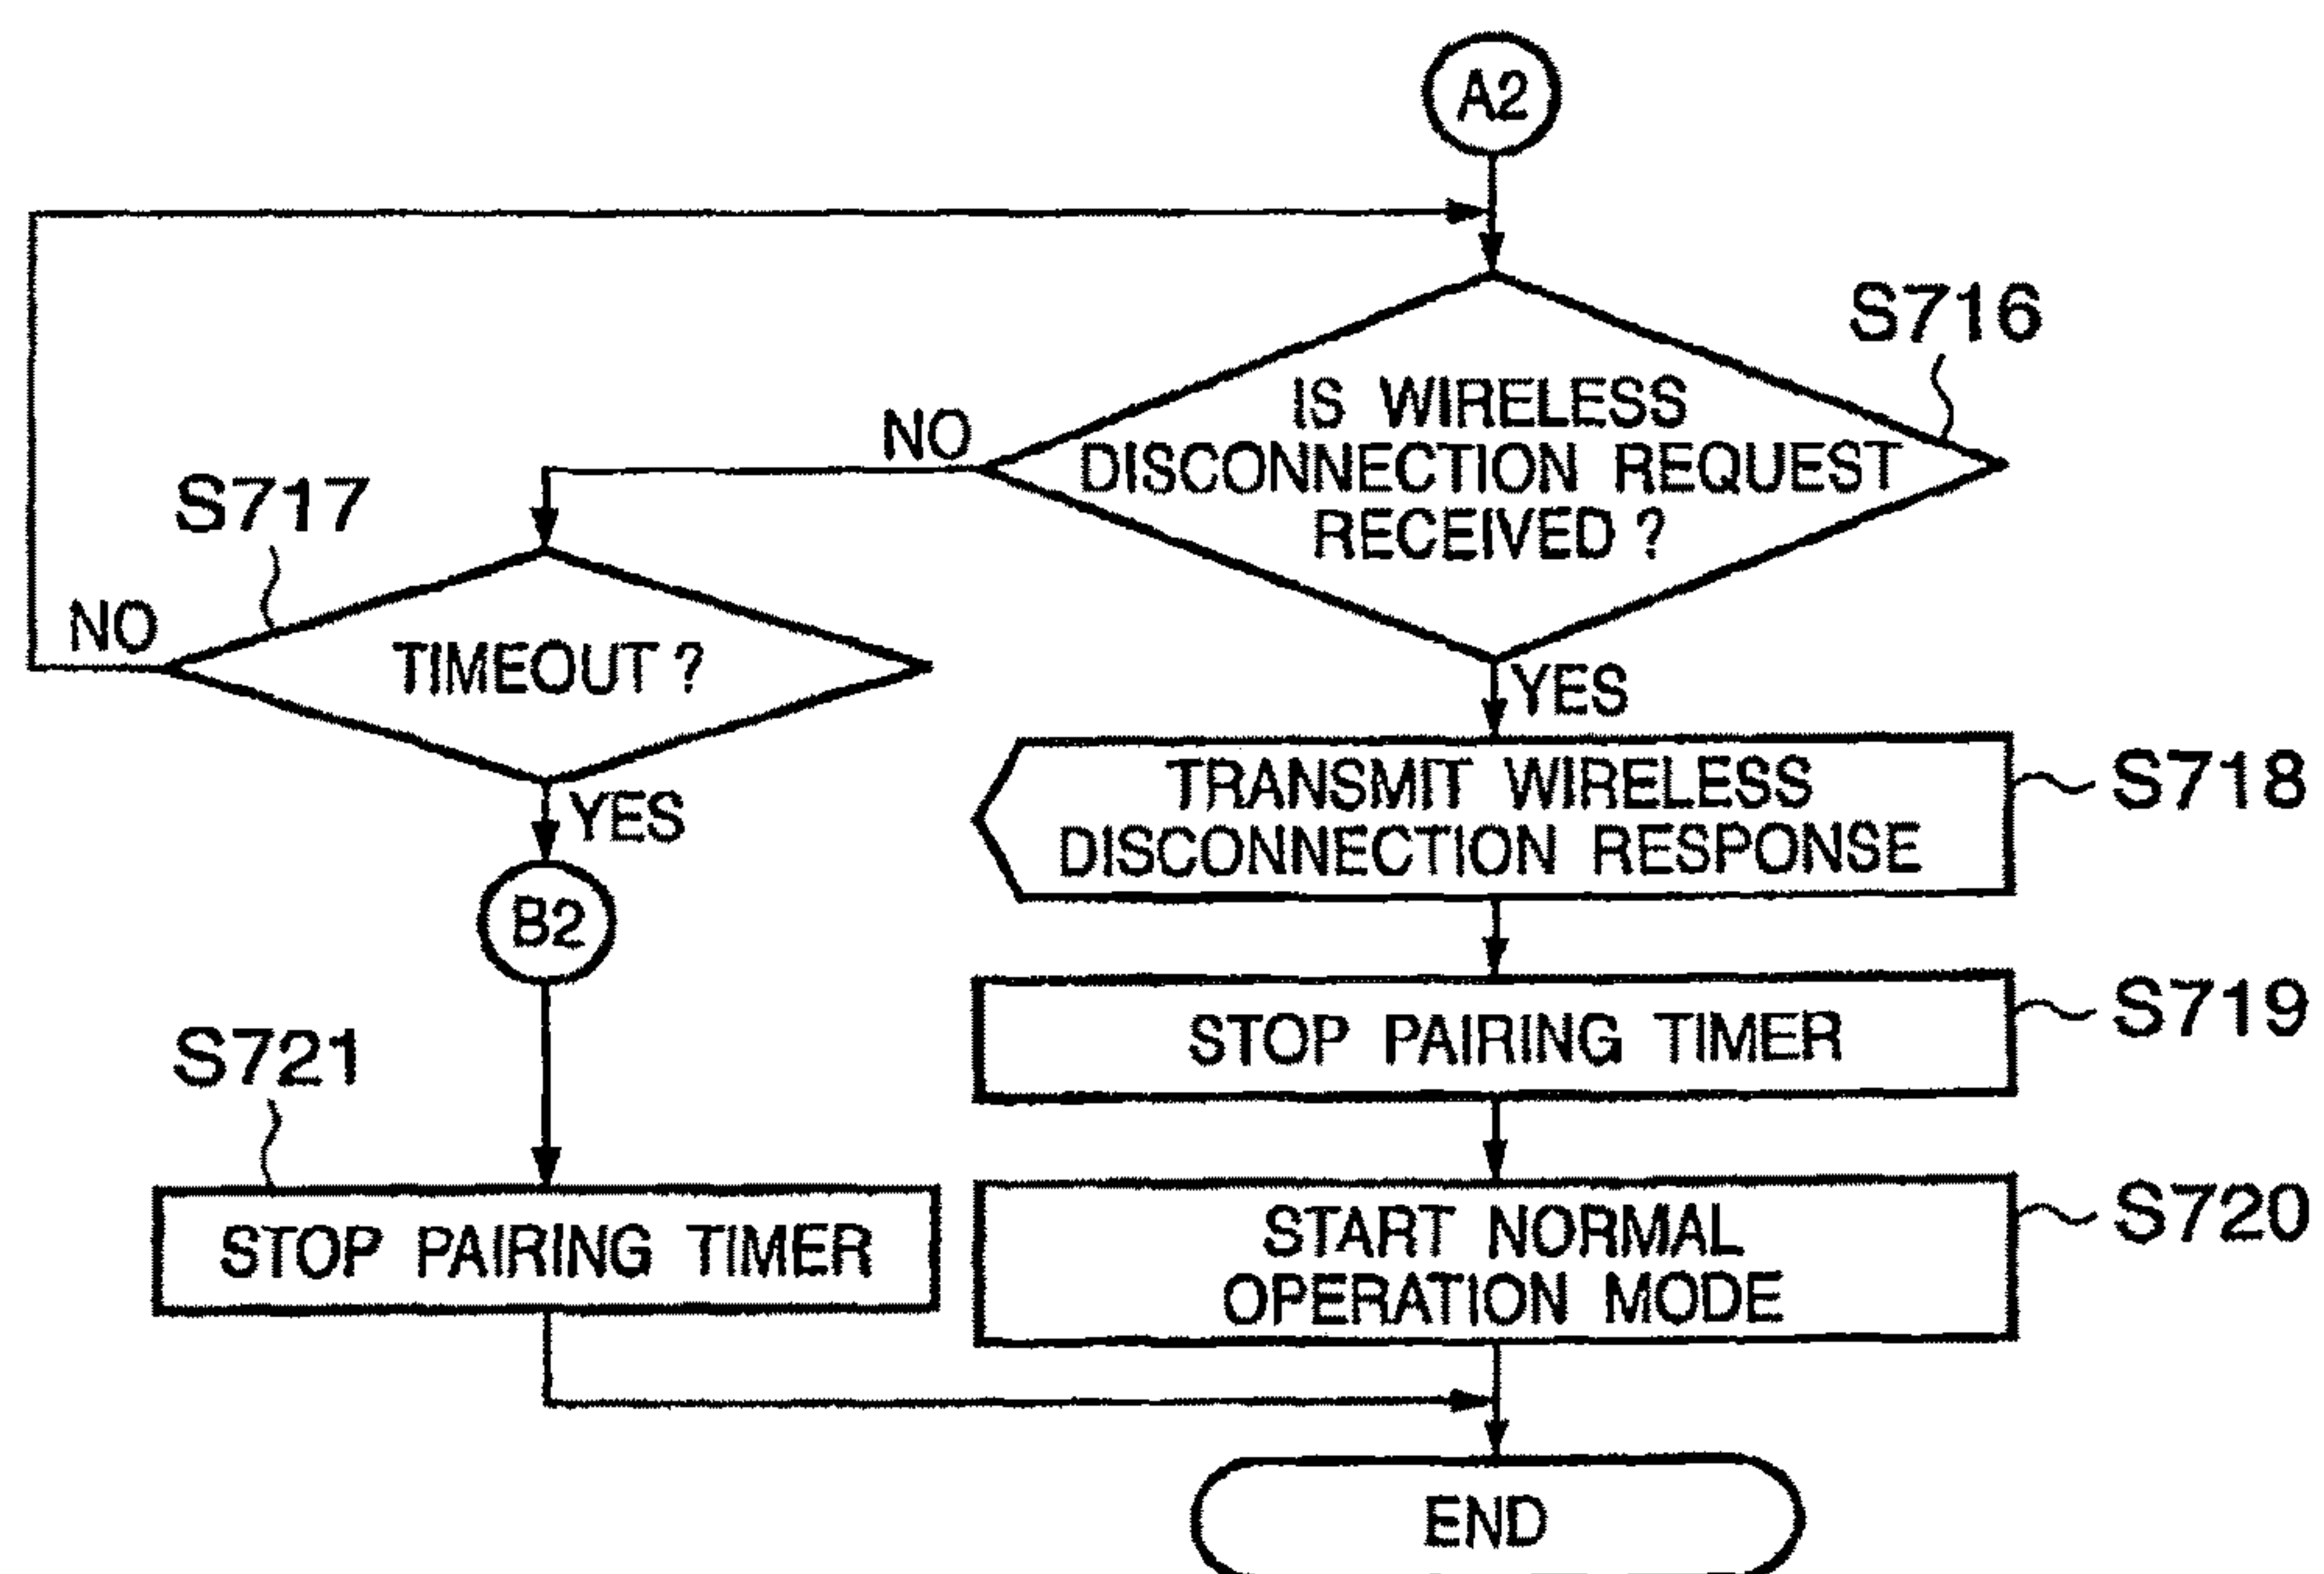 A2
S716
IS WIRELESS
DISCONNECTION REQUEST
RECEIVED ?
NO
S717
NO
TIMEOUT ?
YES
YES
TRANSMIT WIRELESS
DISCONNECTION RESPONSE
S718
B2
STOP PAIRING TIMER
S719
S721
STOP PAIRING TIMER
START NORMAL
OPERATION MODE
S720
END